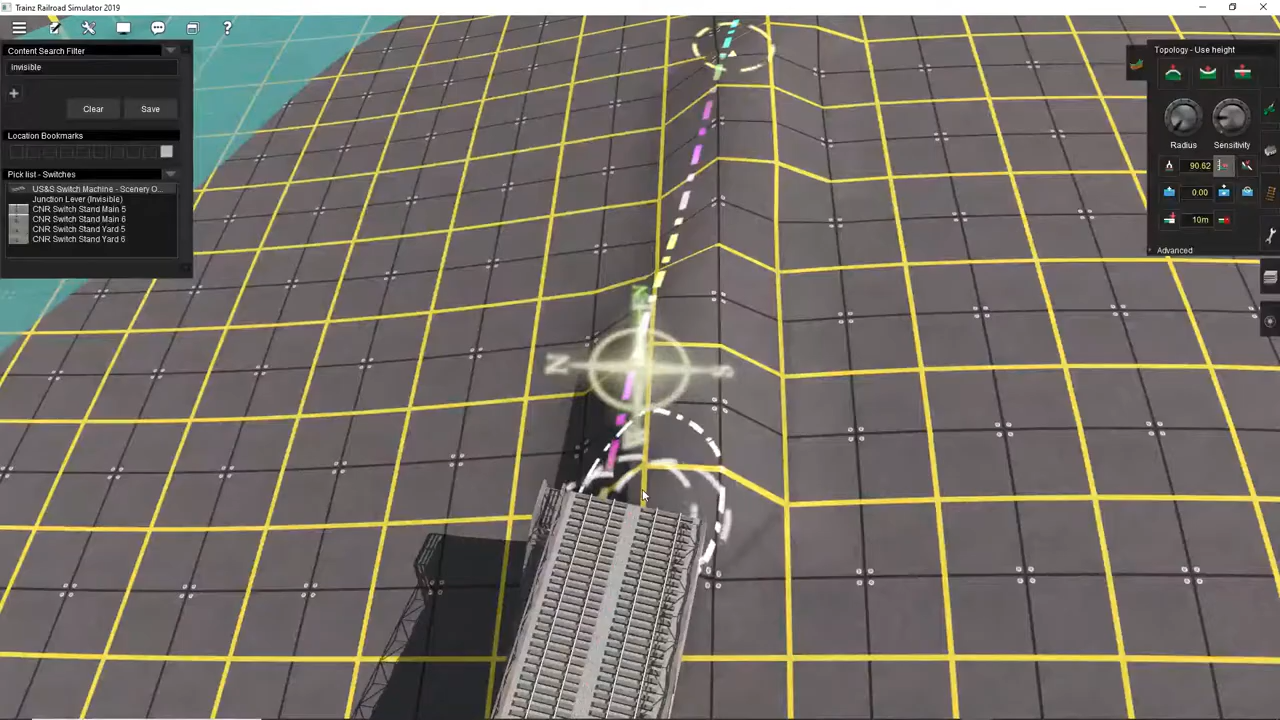 Trainz Railroad Simulator 2019
Content Search Filter
Invisible
Clear
Save
Location Bookmarks
Pick list - Switches
US&S Switch Machine - Scenery O...
Junction Lever (Invisible)
CNR Switch Stand Main 5
CNR Switch Stand Main 6
CNR Switch Stand Yard 5
CNR Switch Stand Yard 6
Topology - Use height
Radius
Sensitivity
90.62
0.00
10m
Advanced
N
S